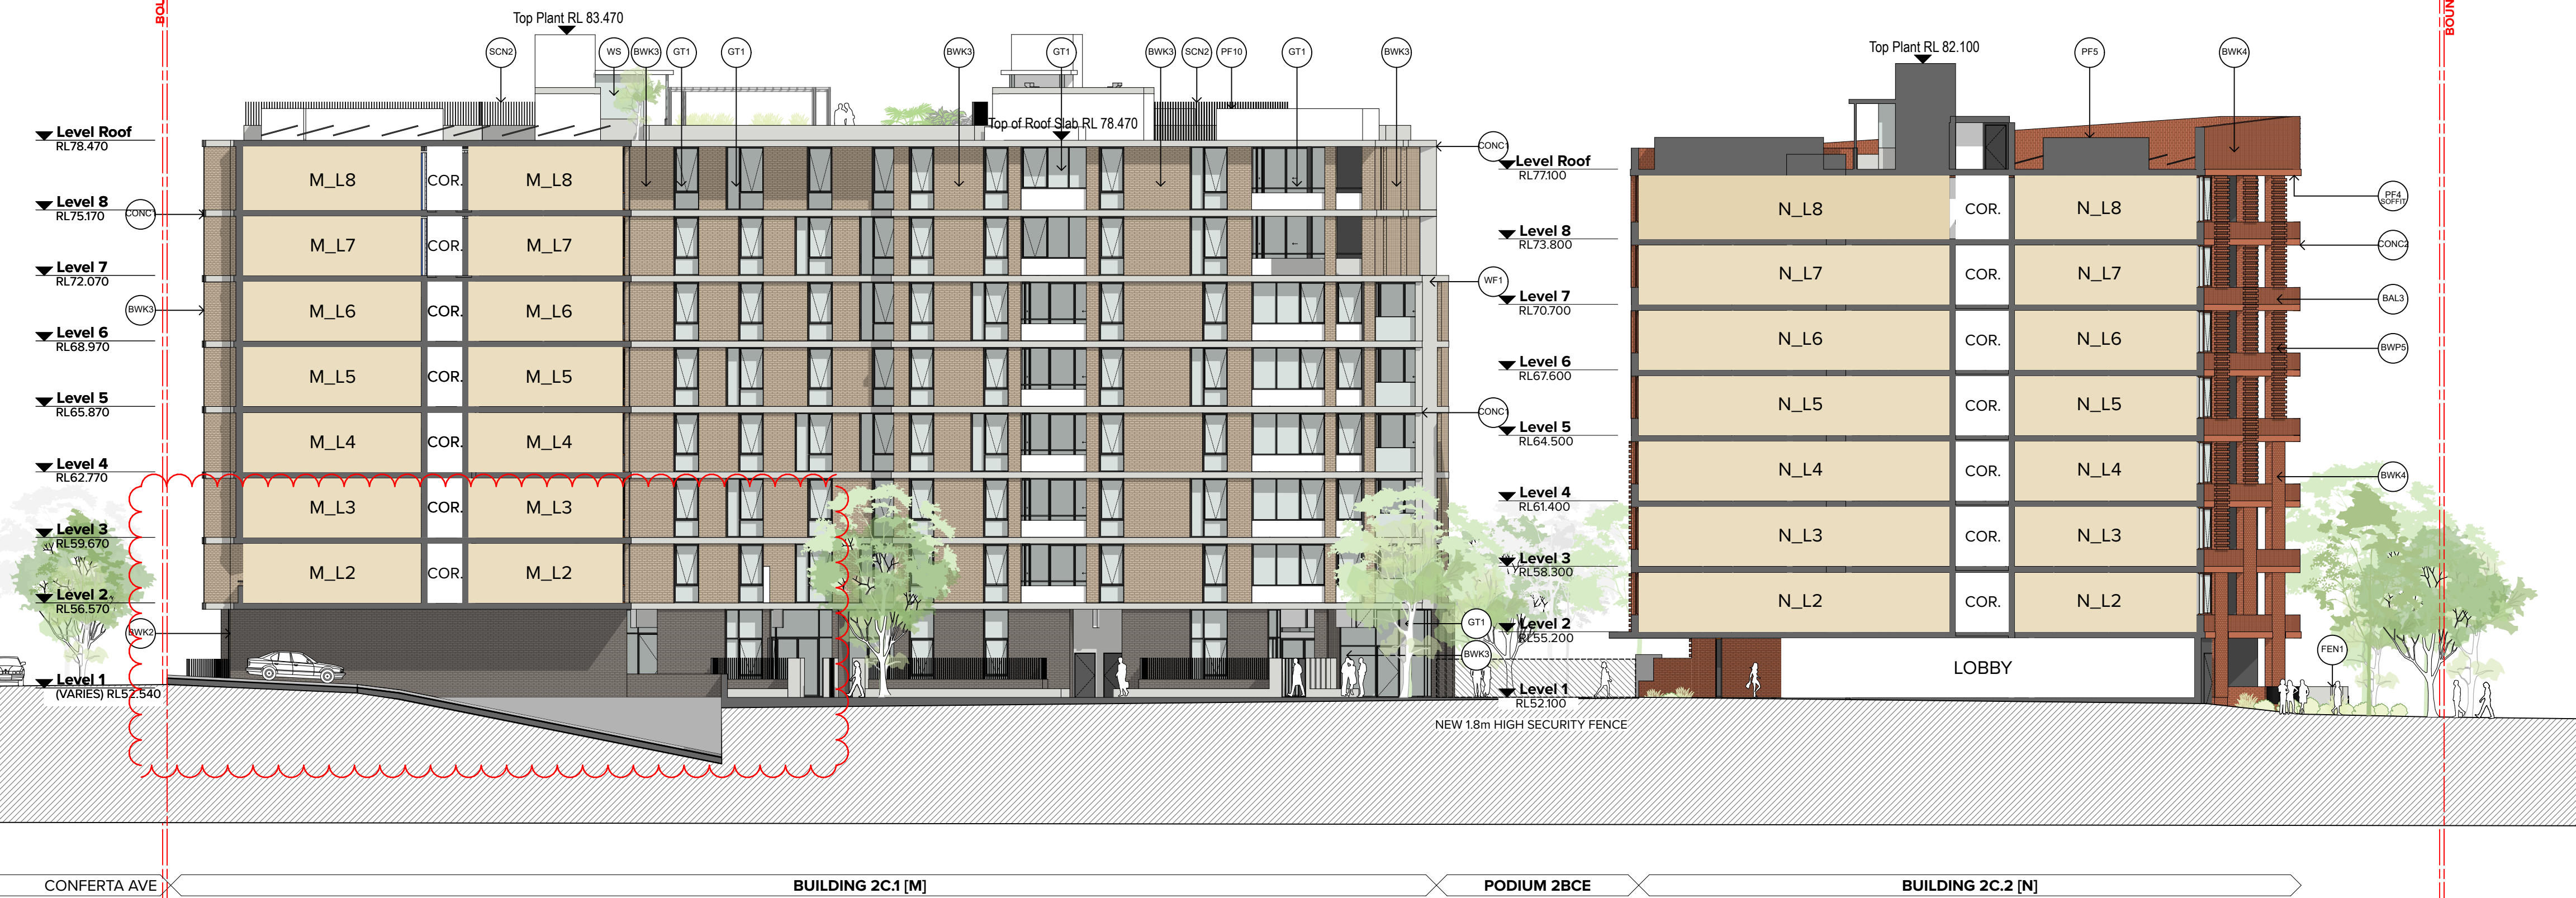 BOU
BOUN
Top Plant RL 83.470
SCN2
WS
BWK3
GT1
GT1
BWK3
GT1
BWK3
SCN2
PF10
GT1
BWK3
Top Plant RL 82.100
PF5
BWK4
Top of Roof Slab RL 78.470
Level Roof
RL78.470
Level 8
RL75.170
Level 7
RL72.070
Level 6
RL68.970
Level 5
RL65.870
Level 4
RL62.770
Level 3
RL59.670
Level 2
RL56.570
Level 1
(VARIES) RL52.540
CONC1
BWK3
BWK2
M_L8 COR. M_L8
M_L7 COR. M_L7
M_L6 COR. M_L6
M_L5 COR. M_L5
M_L4 COR. M_L4
M_L3 COR. M_L3
M_L2 COR. M_L2
CONC1
WF1
CONC1
GT1
BWK3
Level Roof
RL77.100
Level 8
RL73.800
Level 7
RL70.700
Level 6
RL67.600
Level 5
RL64.500
Level 4
RL61.400
Level 3
RL58.300
Level 2
RL55.200
Level 1
RL52.100
NEW 1.8m HIGH SECURITY FENCE
N_L8 COR. N_L8
N_L7 COR. N_L7
N_L6 COR. N_L6
N_L5 COR. N_L5
N_L4 COR. N_L4
N_L3 COR. N_L3
N_L2 COR. N_L2
LOBBY
PF4
SOFFIT
CONC2
BAL3
BWP5
BWK4
FEN1
CONFERTA AVE
BUILDING 2C.1 [M]
PODIUM 2BCE
BUILDING 2C.2 [N]